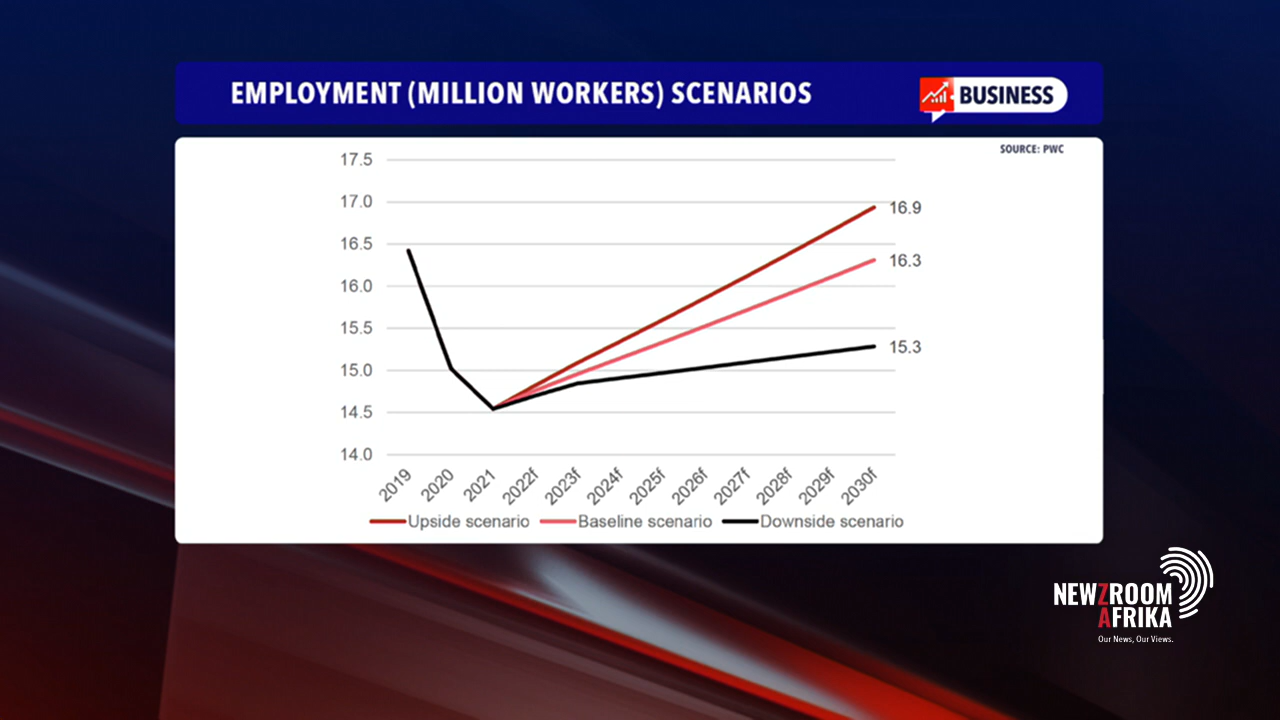 EMPLOYMENT (MILLION WORKERS) SCENARIOS
BUSINESS
SOURCE: PWC
17.5
17.0
16.5
16.0
15.5
15.0
14.5
14.0
16.9
16.3
15.3
2019 2020 2021 2022f 2023f 2024f 2025f 2026f 2027f 2028f 2029f 2030f
Upside scenario Baseline scenario Downside scenario
NEWZROOM
AFRIKA
Our News, Our Views.